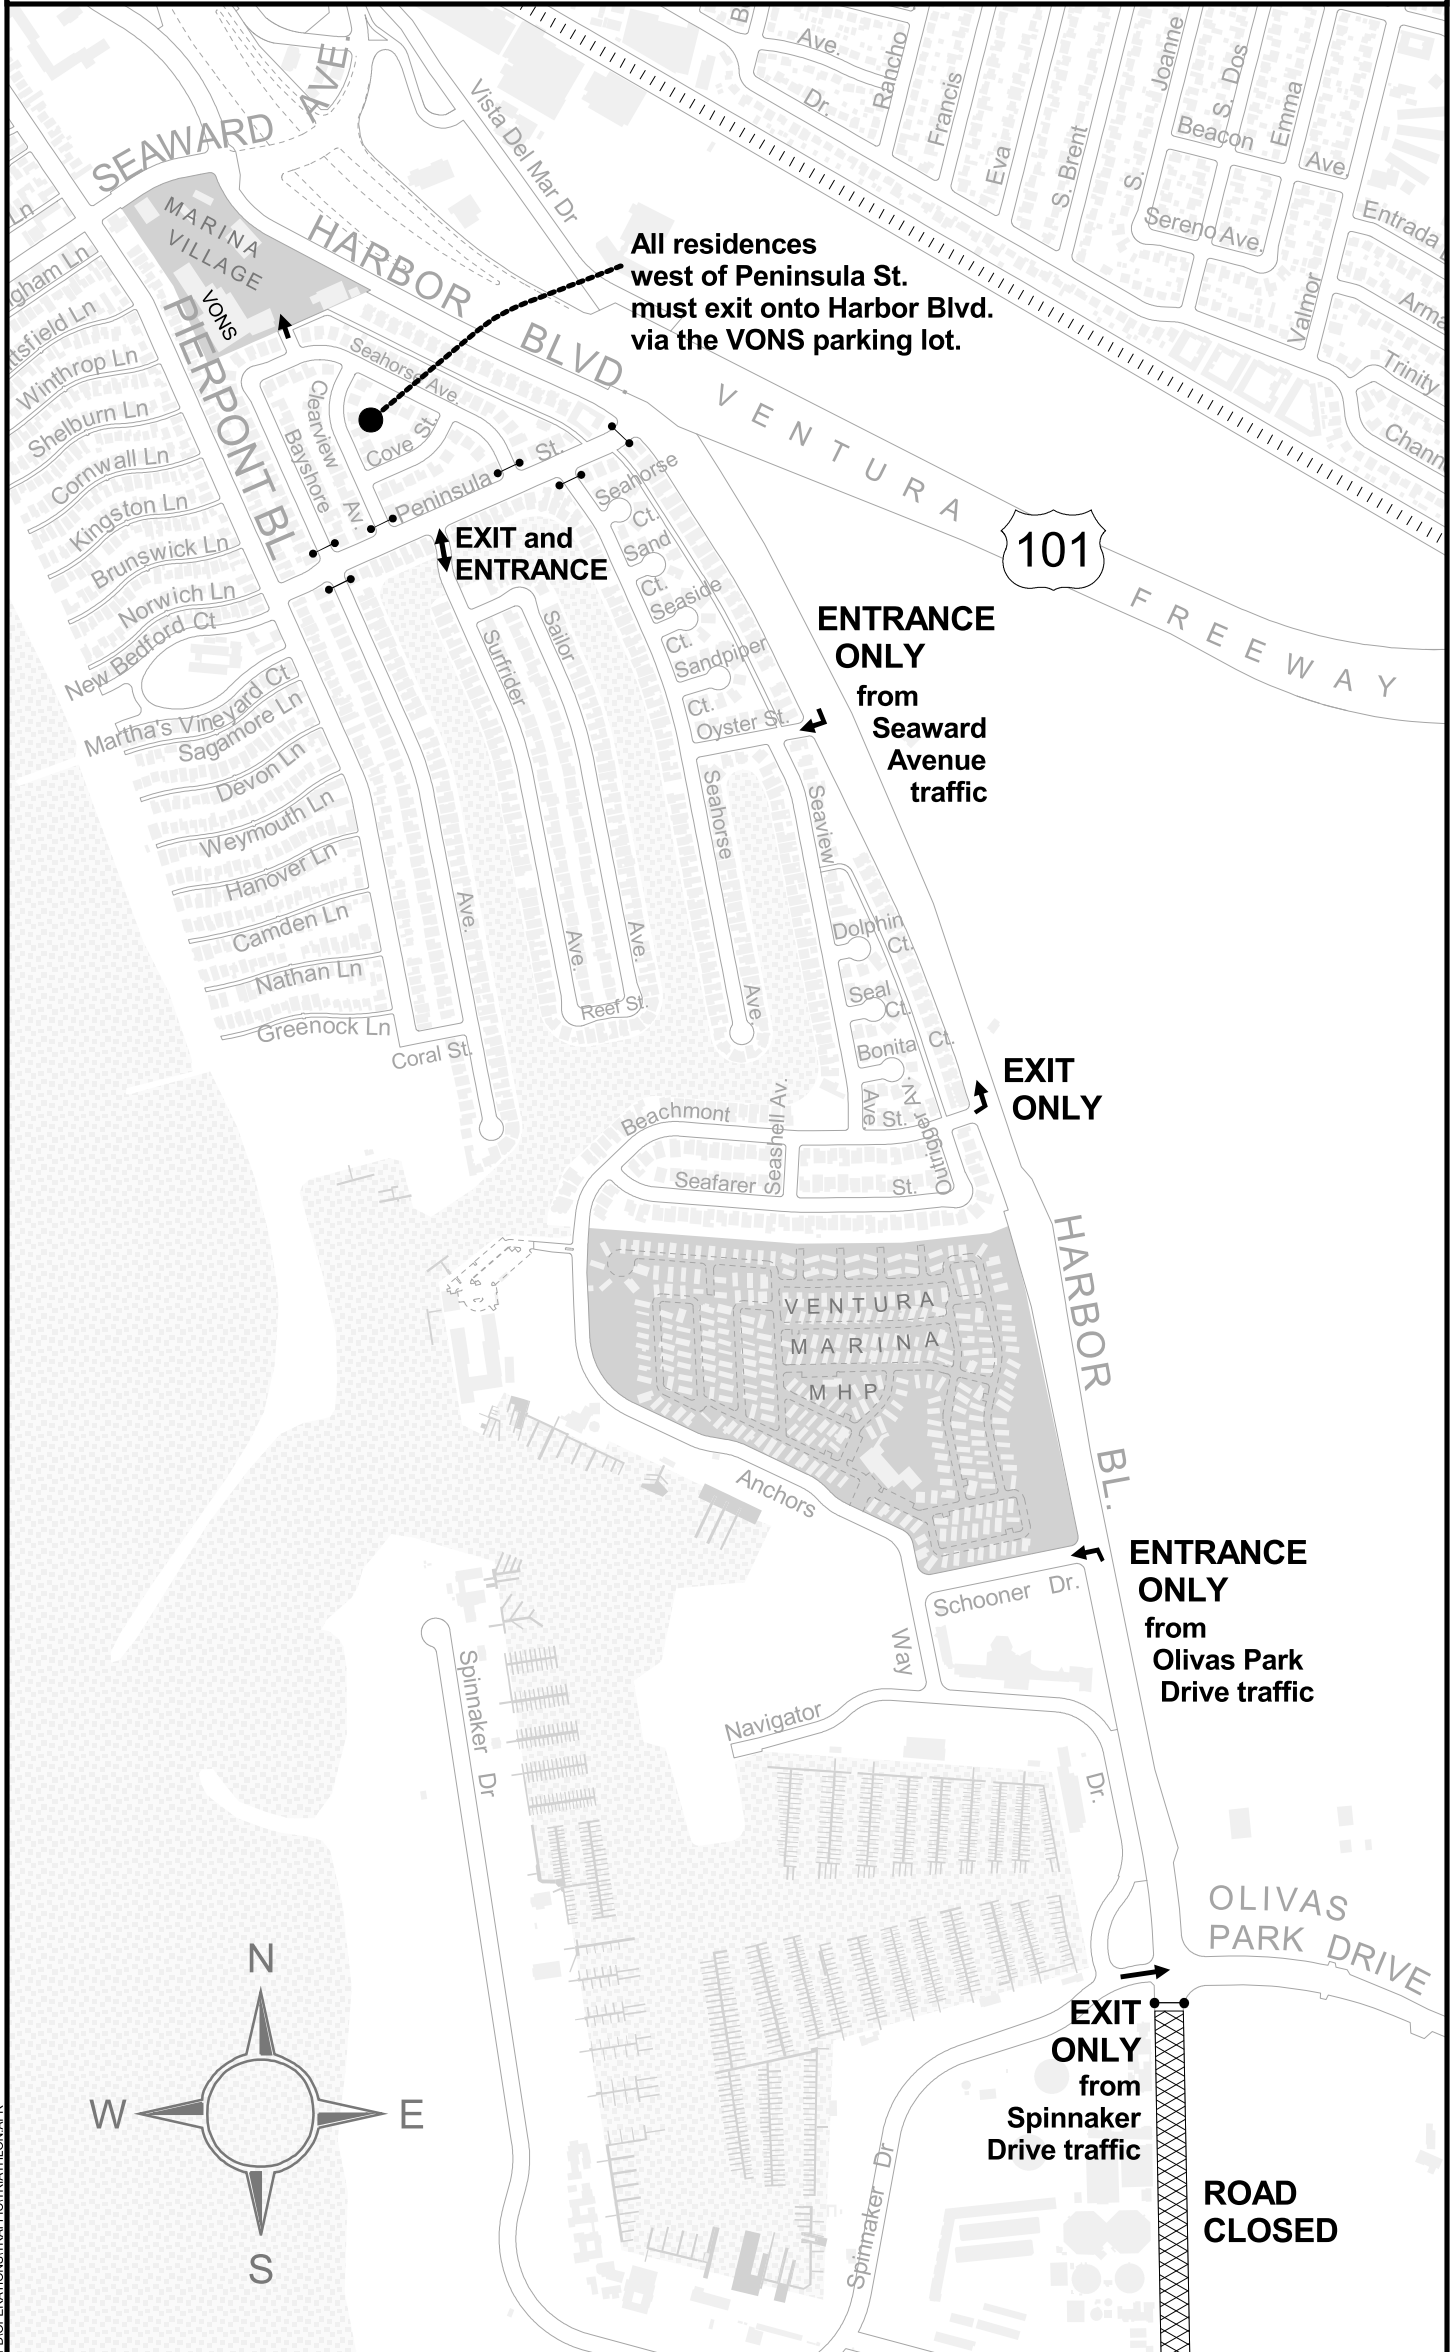 B
Ave.
Dr.
Rancho
Francis
Eva
S. Brent
S.
Joanne
S. Dos
Beacon
Emma
Ave.
Sereno Ave.
Entrada
Valmor
Trinity
SEAWARD AVE.
Vista Del Mar Dr
MARINA
VILLAGE
VONS
HARBOR BLVD.
All residences
west of Peninsula St.
must exit onto Harbor Blvd.
via the VONS parking lot.
VENTURA
101
FREEWAY
Ln
Winthrop Ln
Shelburn Ln
Cornwall Ln
Kingston Ln
Brunswick Ln
Norwich Ln
New Bedford Ct
Martha's Vineyard Ct
Sagamore Ln
Devon Ln
Weymouth Ln
Hanover Ln
Camden Ln
Nathan Ln
Greenock Ln
PIERPONT BL
Seahorse Ave.
Clearview
Av.
Bayshore
Cove St.
Peninsula St.
EXIT and
ENTRANCE
Seahorse
Ct.
Sand
Ct.
Seaside
Ct.
Sandpiper
Ct.
Oyster St.
ENTRANCE
ONLY
from
Seaward
Avenue
traffic
Sailor
Ave.
Surfrider
Ave.
Ave.
Reef St.
Coral St.
Seahorse
Ave.
Seaview
Ave.
Dolphin
Ct.
Seal
Ct.
Bonita Ct.
EXIT
ONLY
Beachmont
St.
Seashell Av.
Outrigger Av.
Seafarer
St.
VENTURA
MARINA
MHP
HARBOR BL.
Anchors
Way
Schooner Dr.
ENTRANCE
ONLY
from
Olivas Park
Drive traffic
Navigator
Dr.
Spinnaker Dr
OLIVAS
PARK DRIVE
EXIT
ONLY
from
Spinnaker
Drive traffic
Spinnaker Dr
ROAD
CLOSED
N
W
E
S